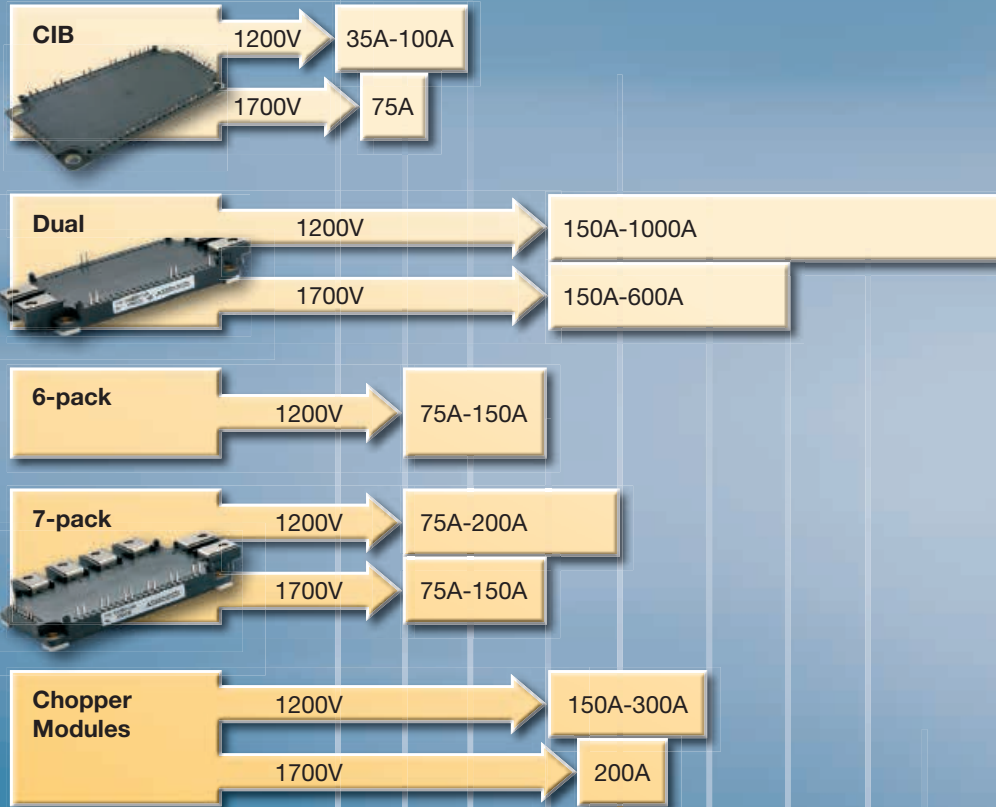 CIB
1200V
35A-100A
1700V
75A
Dual
1200V
150A-1000A
1700V
150A-600A
6-pack
1200V
75A-150A
7-pack
1200V
75A-200A
1700V
75A-150A
Chopper
Modules
1200V
150A-300A
1700V
200A